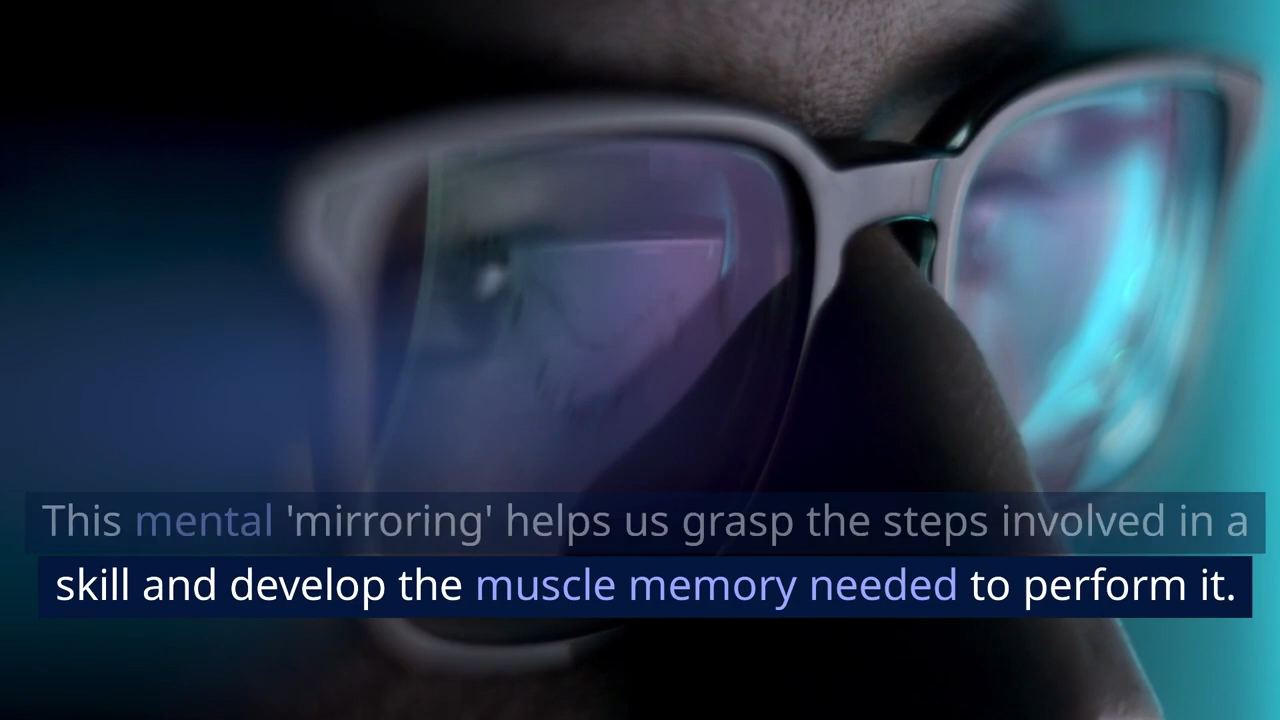 This mental 'mirroring' helps us grasp the steps involved in a
skill and develop the muscle memory needed to perform it.